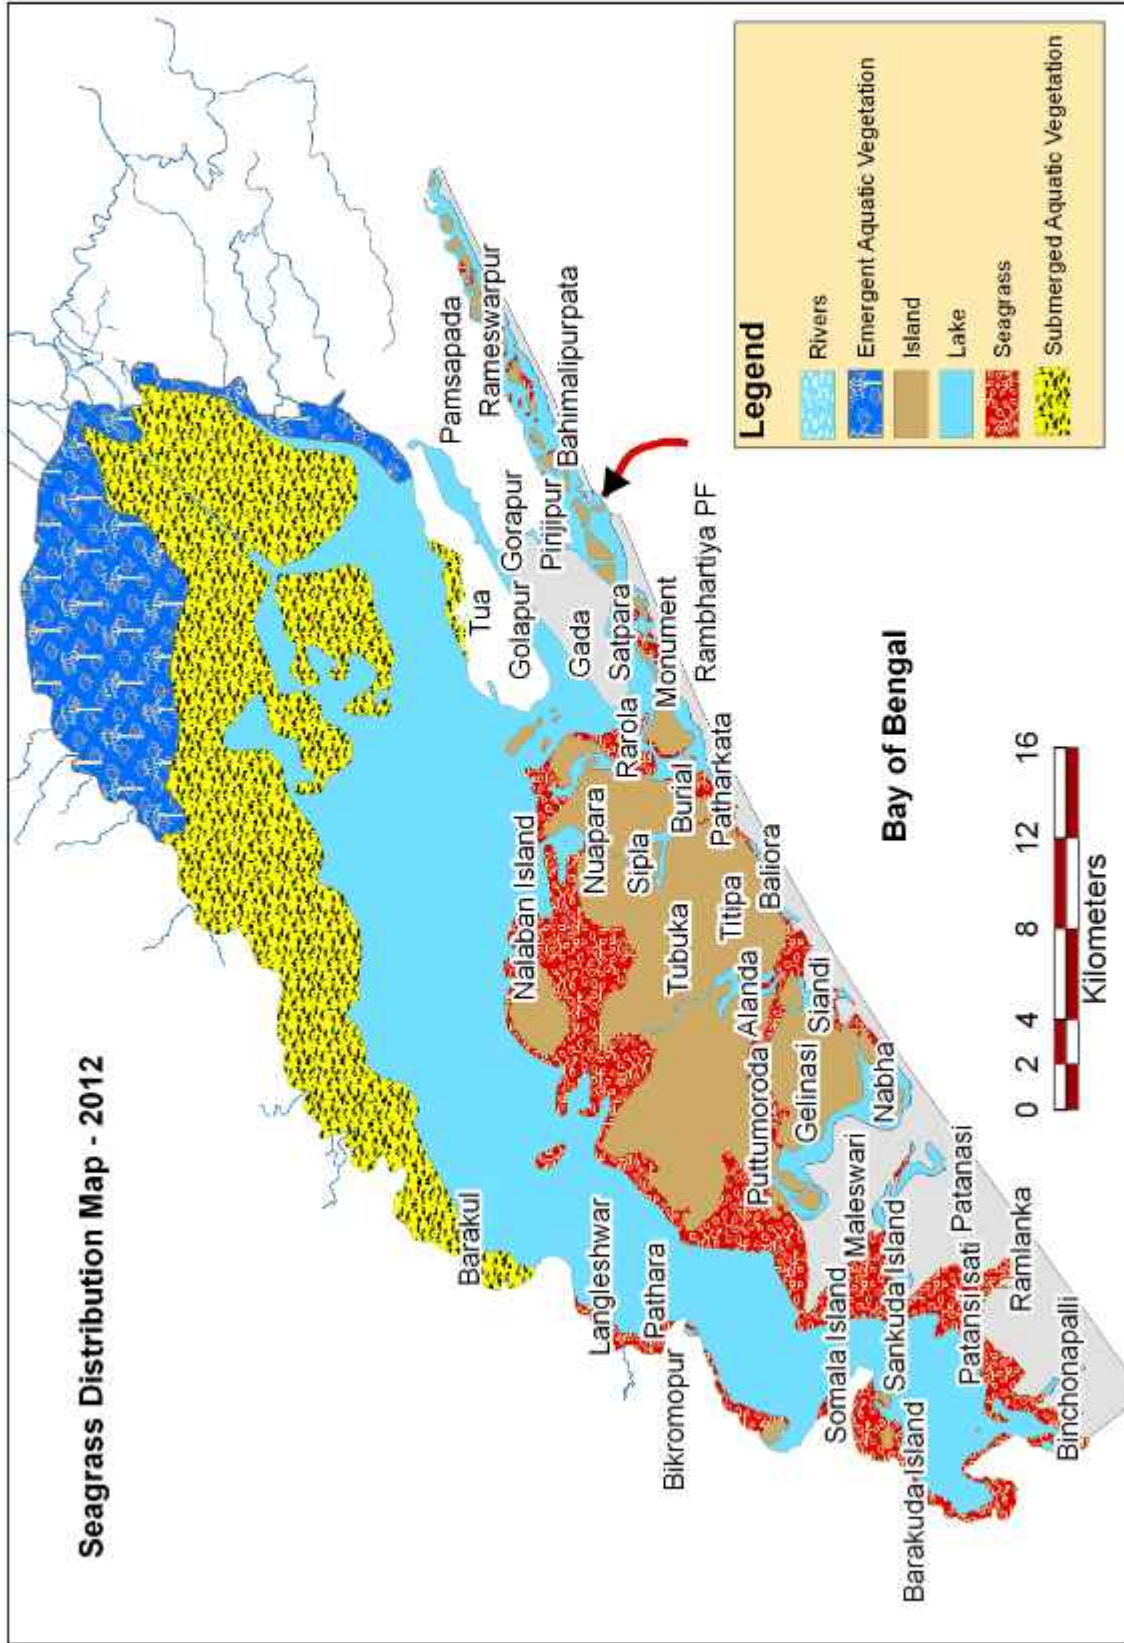 Seagrass Distribution Map - 2012
Barakul
Langleshwar
Pathara
Bikromopur
Nalaban Island
Nuapara
Sipla
Tubuka
Titipa
Alanda
Puttumoroda
Gelinasi
Siandi
Nabha
Maleswari
Somala Island
Sankuda Island
Barakuda Island
Patansi
Isati
Patanasi
Ramlanka
Binchonapalli
Baliora
Patharkata
Burial
Rarola
Monument
Rambhartiya PF
Satpara
Gada
Golapur
Tua
Gorapur
Pirijipur
Bahimalipurpata
Rameswarpur
Pamsapada
Bay of Bengal
0 2 4 8 12 16
Kilometers
Legend
Rivers
Emergent Aquatic Vegetation
Island
Lake
Seagrass
Submerged Aquatic Vegetation